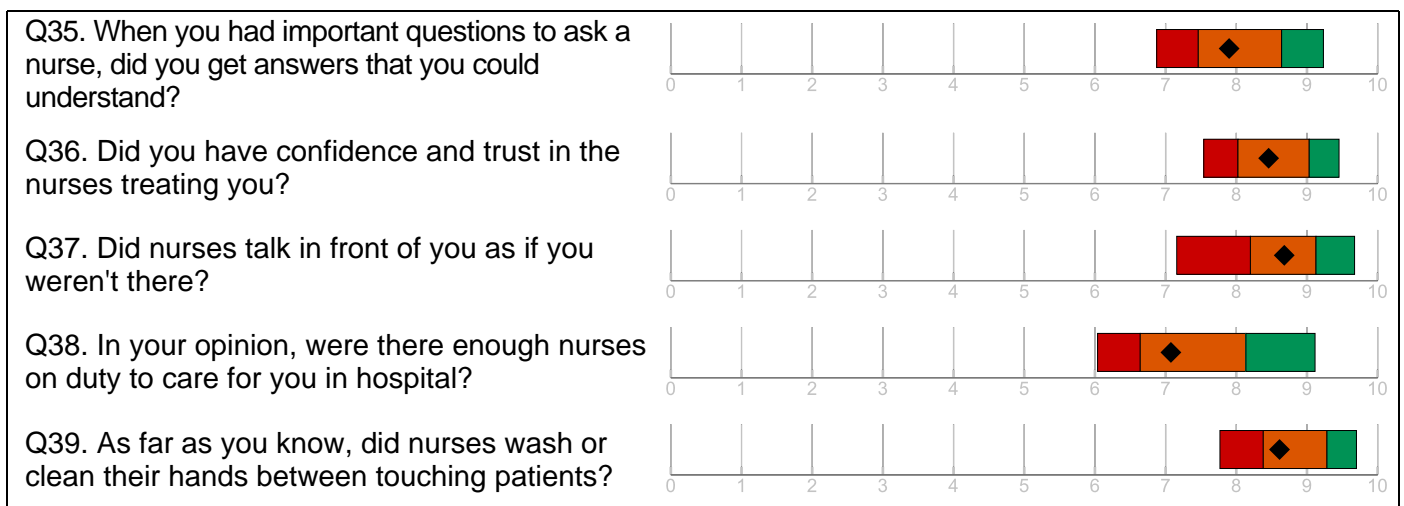 Q35. When you had important questions to ask a
nurse, did you get answers that you could
understand?
0 1 2 3 4 5 6 7 8 9 10
Q36. Did you have confidence and trust in the
nurses treating you?
0 1 2 3 4 5 6 7 8 9 10
Q37. Did nurses talk in front of you as if you
weren't there?
0 1 2 3 4 5 6 7 8 9 10
Q38. In your opinion, were there enough nurses
on duty to care for you in hospital?
0 1 2 3 4 5 6 7 8 9 10
Q39. As far as you know, did nurses wash or
clean their hands between touching patients?
0 1 2 3 4 5 6 7 8 9 10